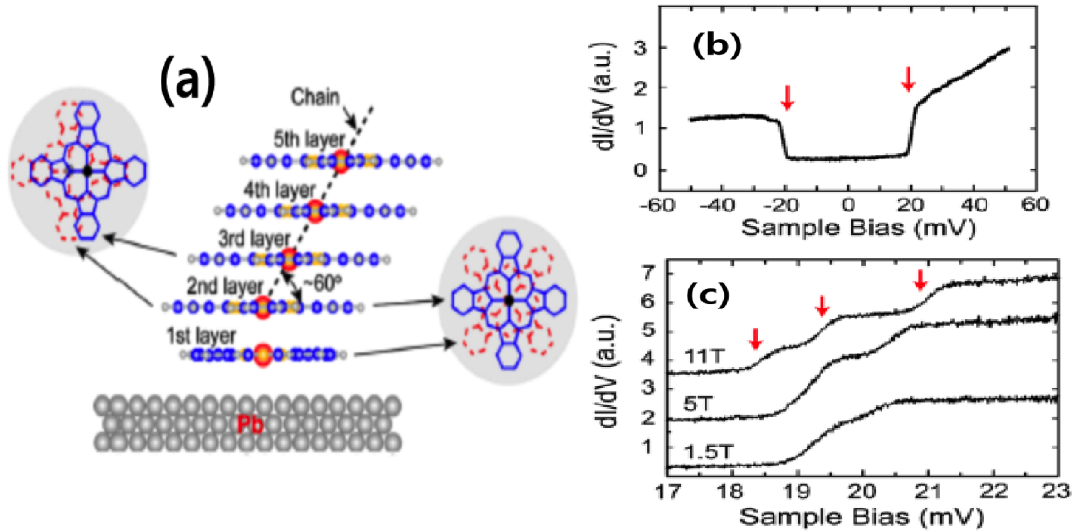 (a)
Chain
5th layer
4th layer
3rd layer
2nd layer
~60º
1st layer
Pb
(b)
dI/dV (a.u.)
3
2
1
0
-60 -40 -20 0 20 40 60
Sample Bias (mV)
(c)
dI/dV (a.u.)
7
6
5
4
3
2
1
11T
5T
1.5T
17 18 19 20 21 22 23
Sample Bias (mV)